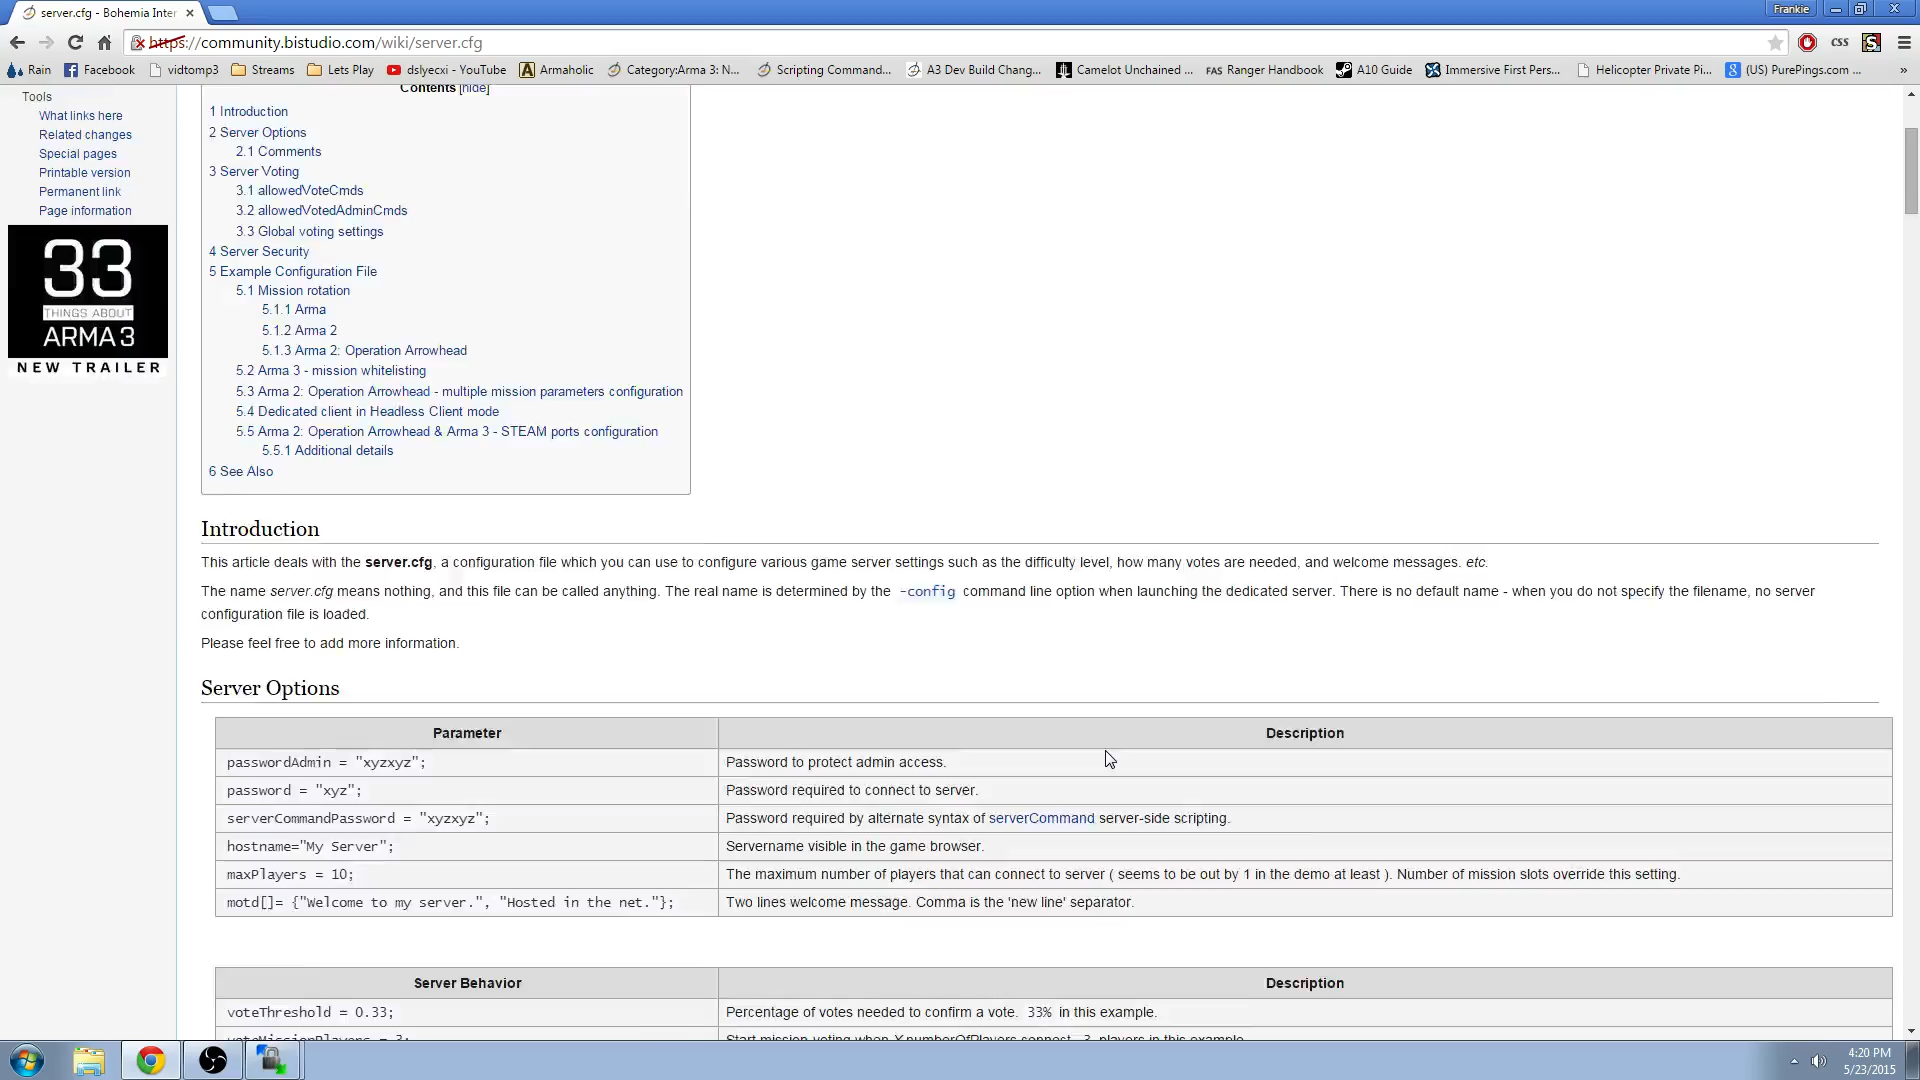 server.cfg - Bohemia Inter
Frankie
https://community.bistudio.com/wiki/server.cfg
CSS
Rain
Facebook
vidtomp3
Streams
Lets Play
dslyecxi - YouTube
Armaholic
Category:Arma 3: N...
Scripting Command...
A3 Dev Build Chang...
Camelot Unchained ...
FAS Ranger Handbook
A10 Guide
Immersive First Pers...
Helicopter Private Pi...
(US) PurePings.com ...
»
Tools
What links here
Related changes
Special pages
Printable version
Permanent link
Page information
33
THINGS ABOUT
ARMA 3
NEW TRAILER
Contents [hide]
1 Introduction
2 Server Options
2.1 Comments
3 Server Voting
3.1 allowedVoteCmds
3.2 allowedVotedAdminCmds
3.3 Global voting settings
4 Server Security
5 Example Configuration File
5.1 Mission rotation
5.1.1 Arma
5.1.2 Arma 2
5.1.3 Arma 2: Operation Arrowhead
5.2 Arma 3 - mission whitelisting
5.3 Arma 2: Operation Arrowhead - multiple mission parameters configuration
5.4 Dedicated client in Headless Client mode
5.5 Arma 2: Operation Arrowhead & Arma 3 - STEAM ports configuration
5.5.1 Additional details
6 See Also
Introduction
This article deals with the server.cfg, a configuration file which you can use to configure various game server settings such as the difficulty level, how many votes are needed, and welcome messages. etc.
The name server.cfg means nothing, and this file can be called anything. The real name is determined by the -config command line option when launching the dedicated server. There is no default name - when you do not specify the filename, no server
configuration file is loaded.
Please feel free to add more information.
Server Options
Parameter Description
passwordAdmin = "xyzxyz"; Password to protect admin access.
password = "xyz"; Password required to connect to server.
serverCommandPassword = "xyzxyz"; Password required by alternate syntax of serverCommand server-side scripting.
hostname="My Server"; Servername visible in the game browser.
maxPlayers = 10; The maximum number of players that can connect to server ( seems to be out by 1 in the demo at least ). Number of mission slots override this setting.
motd[]= {"Welcome to my server.", "Hosted in the net."}; Two lines welcome message. Comma is the 'new line' separator.
Server Behavior Description
voteThreshold = 0.33; Percentage of votes needed to confirm a vote. 33% in this example.
voteMissionPlayers = 3; Start mission voting when X numberOfPlayers connect. 3 players in this example
4:20 PM
5/23/2015